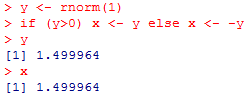 > y <- rnorm(1)
> if (y>0) x <- y else x <- -y
> y
[1] 1.499964
> x
[1] 1.499964